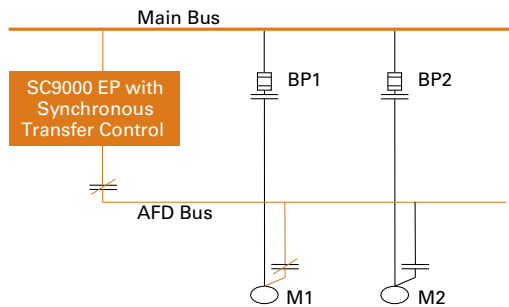 Main Bus
SC9000 EP with
Synchronous
Transfer Control
BP1
BP2
AFD Bus
M1
M2